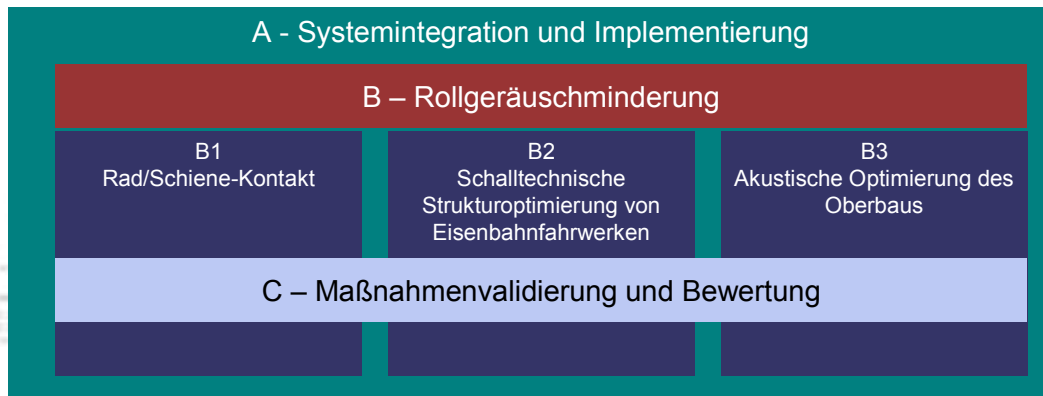 A - Systemintegration und Implementierung
B – Rollgeräuschminderung
B1
Rad/Schiene-Kontakt
B2
Schalltechnische
Strukturoptimierung von
Eisenbahnfahrwerken
B3
Akustische Optimierung des
Oberbaus
C – Maßnahmenvalidierung und Bewertung